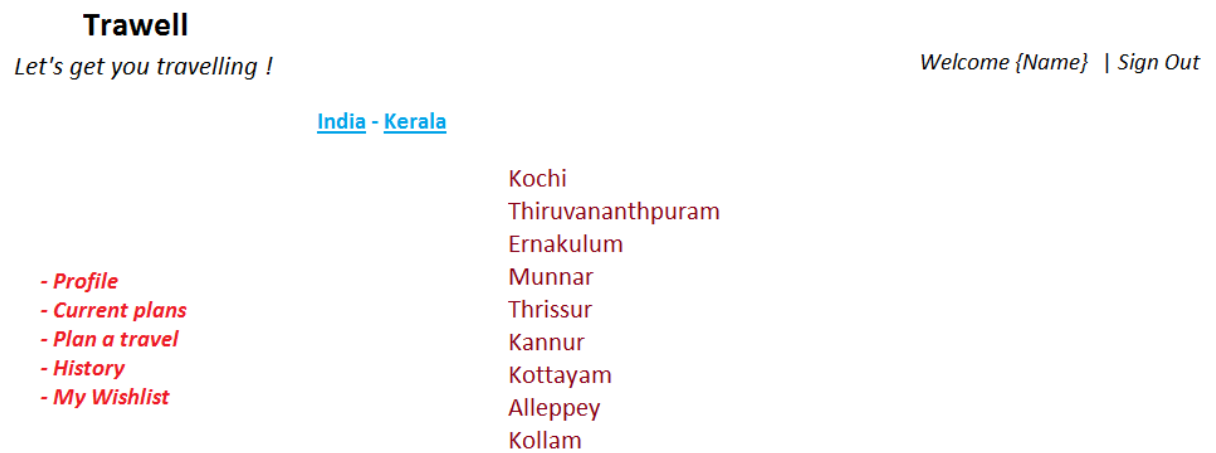 Trawell
Let's get you travelling !
Welcome {Name} | Sign Out
India - Kerala
Kochi
Thiruvananthpuram
Ernakulum
Munnar
Thrissur
Kannur
Kottayam
Alleppey
Kollam
- Profile
- Current plans
- Plan a travel
- History
- My Wishlist